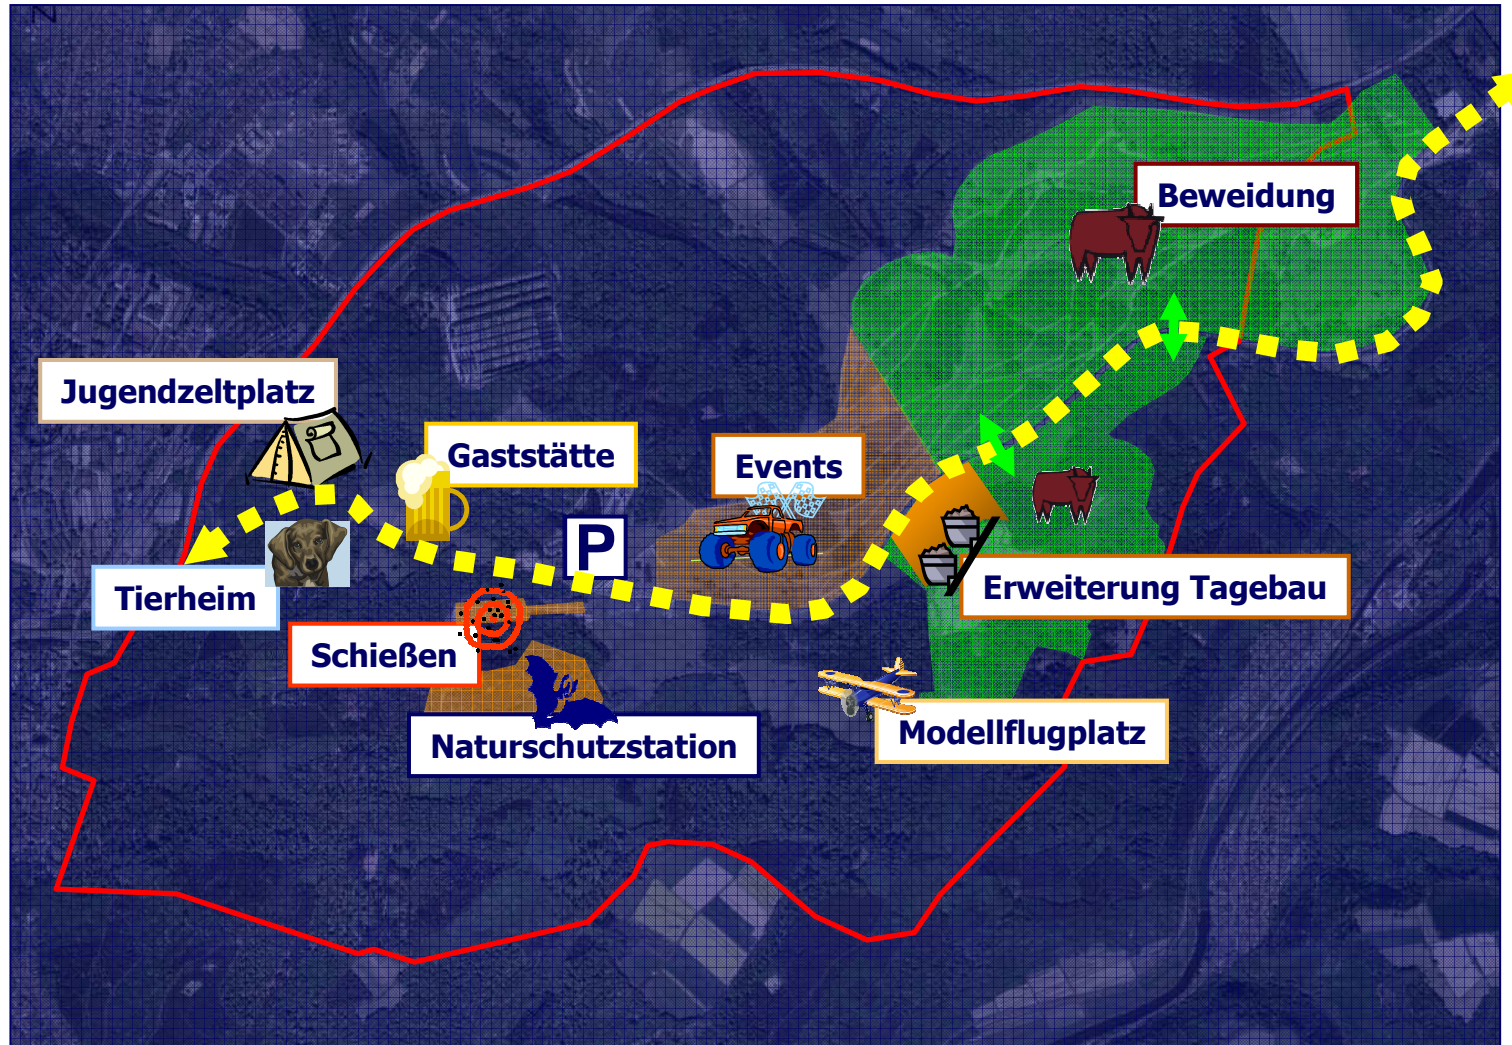 Beweidung
Jugendzeltplatz
Gaststätte
Events
P
Erweiterung Tagebau
Tierheim
Schießen
Modellflugplatz
Naturschutzstation